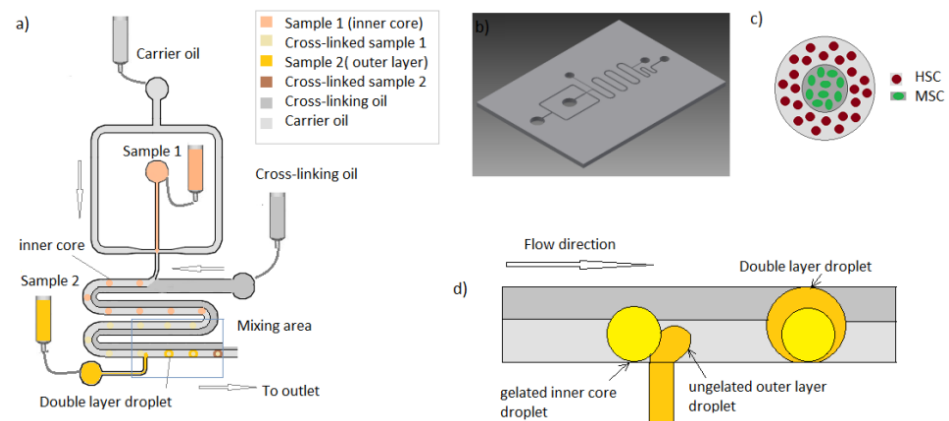 a)
Carrier oil
Sample 1
Cross-linking oil
inner core
Sample 2
Mixing area
Double layer droplet
To outlet
Sample 1 (inner core)
Cross-linked sample 1
Sample 2( outer layer)
Cross-linked sample 2
Cross-linking oil
Carrier oil
b)
c)
HSC
MSC
d)
Flow direction
Double layer droplet
gelated inner core
droplet
ungelated outer layer
droplet